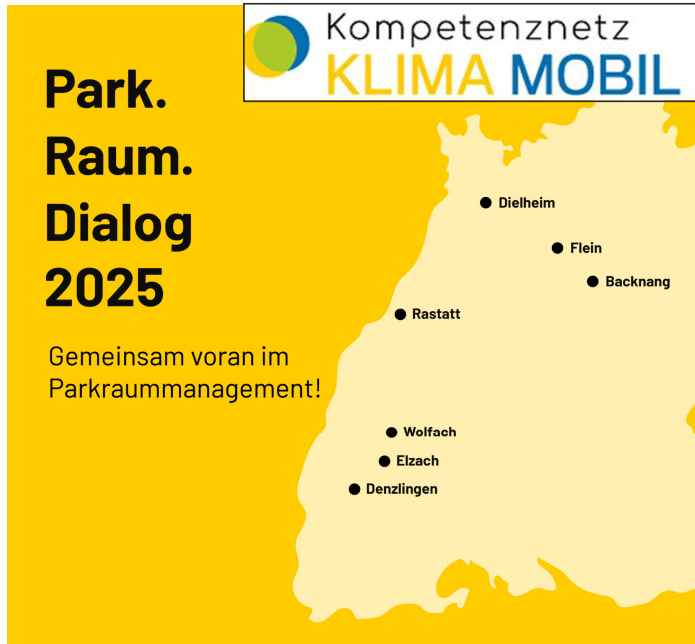 Kompetenznetz
KLIMA MOBIL
Park.
Raum.
Dialog
2025
Gemeinsam voran im
Parkraummanagement!
Dielheim
Flein
Backnang
Rastatt
Wolfach
Elzach
Denzlingen